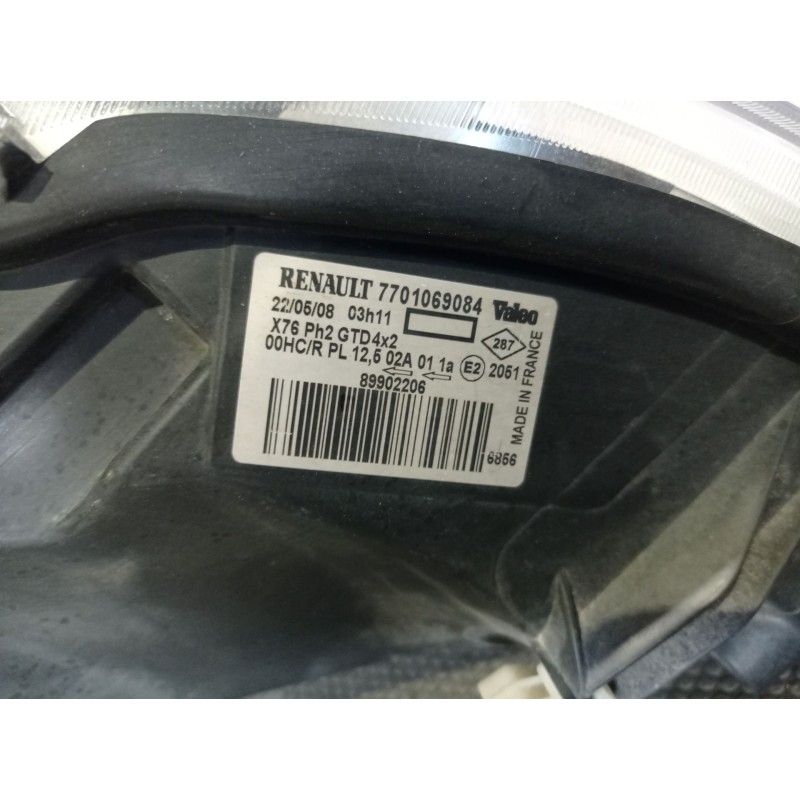 RENAULT 7701069084 Valeo
22/05/08 03h11
X76 Ph2 GTD4x2 287
00HC/R PL 12,5 02A 01 1a E2 2051
89902206
6856
MADE IN FRANCE